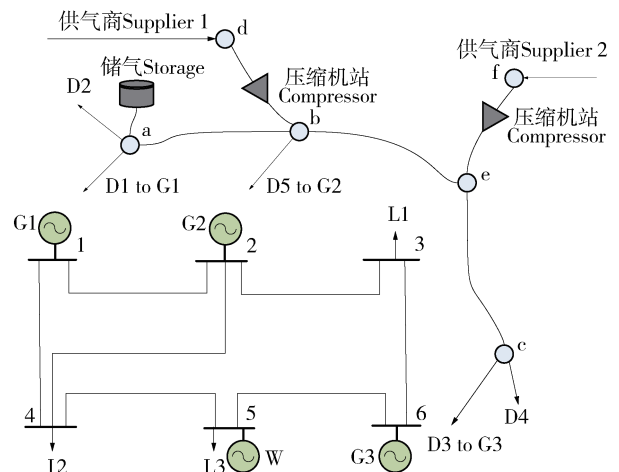 供气商Supplier 1
d
供气商Supplier 2
储气Storage
f
D2
压缩机站
Compressor
压缩机站
Compressor
b
a
e
D1 to G1
D5 to G2
G1
1
G2
2
L1
3
c
4
5
6
D4
L2
L3
W
G3
D3 to G3